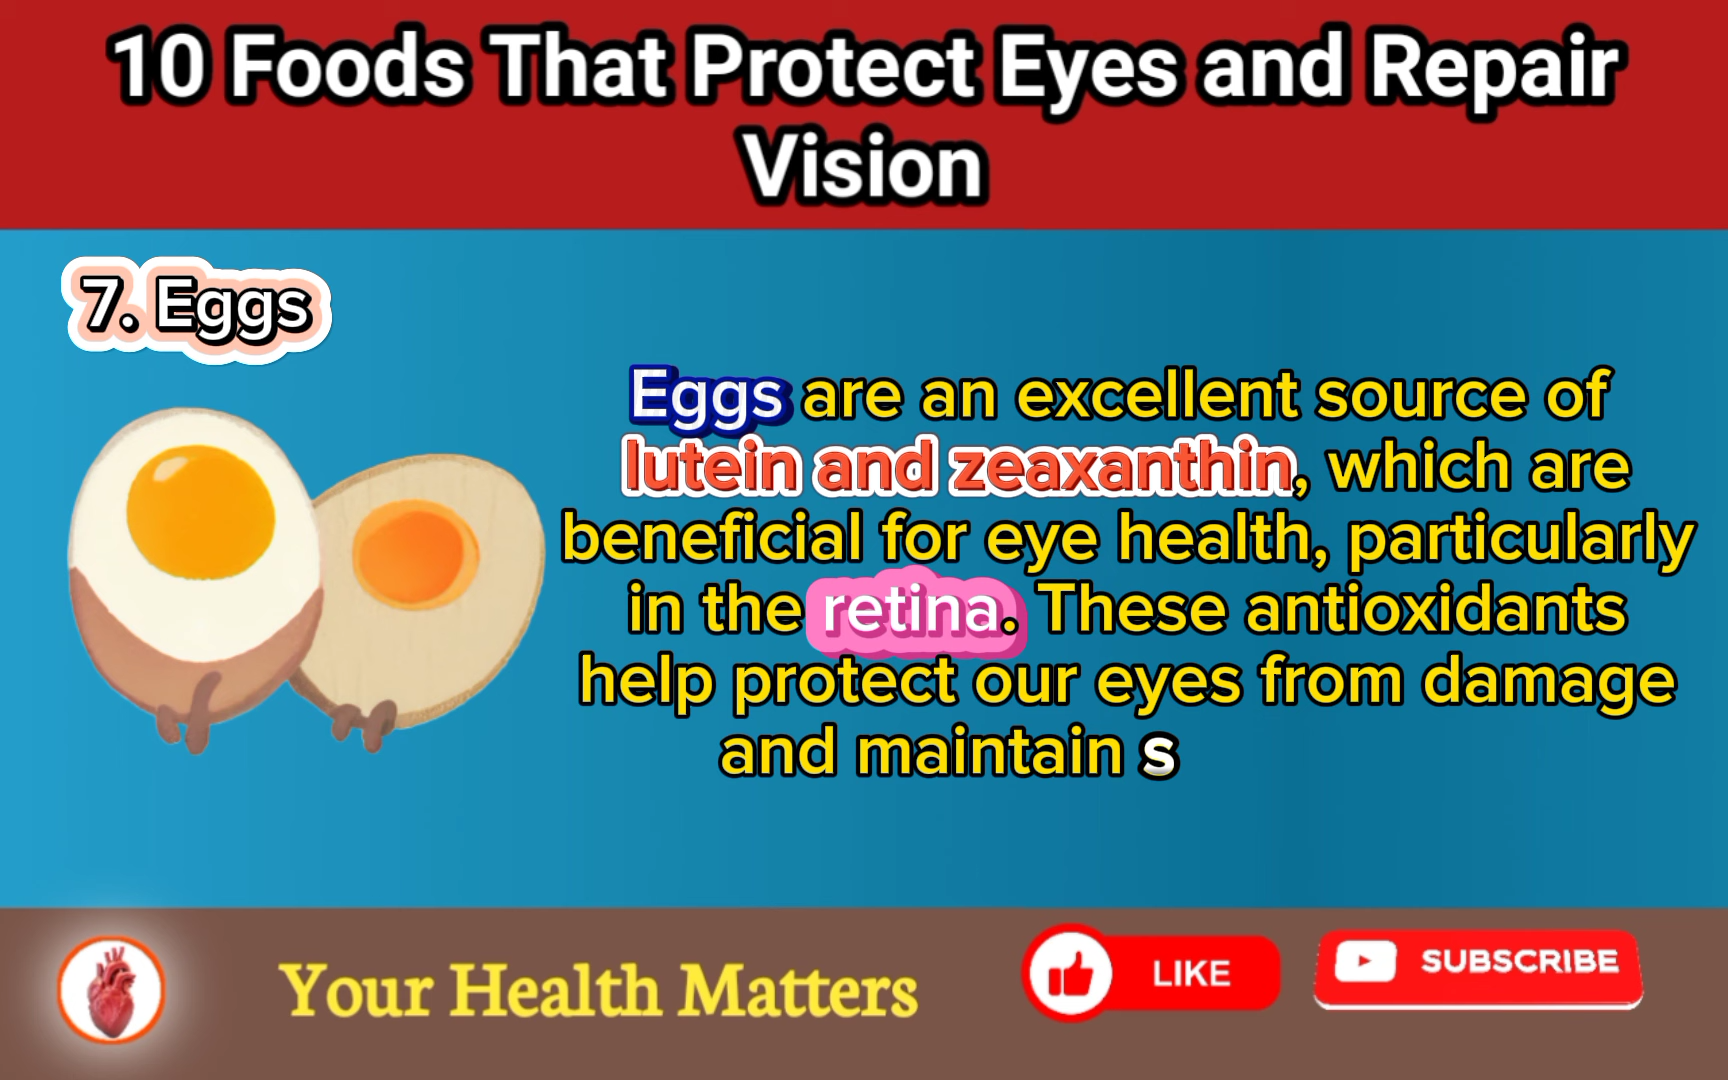 10 Foods That Protect Eyes and Repair
Vision
7. Eggs
Eggs are an excellent source of
lutein and zeaxanthin, which are
beneficial for eye health, particularly
in the retina. These antioxidants
help protect our eyes from damage
and maintain s
Your Health Matters
LIKE
SUBSCRIBE